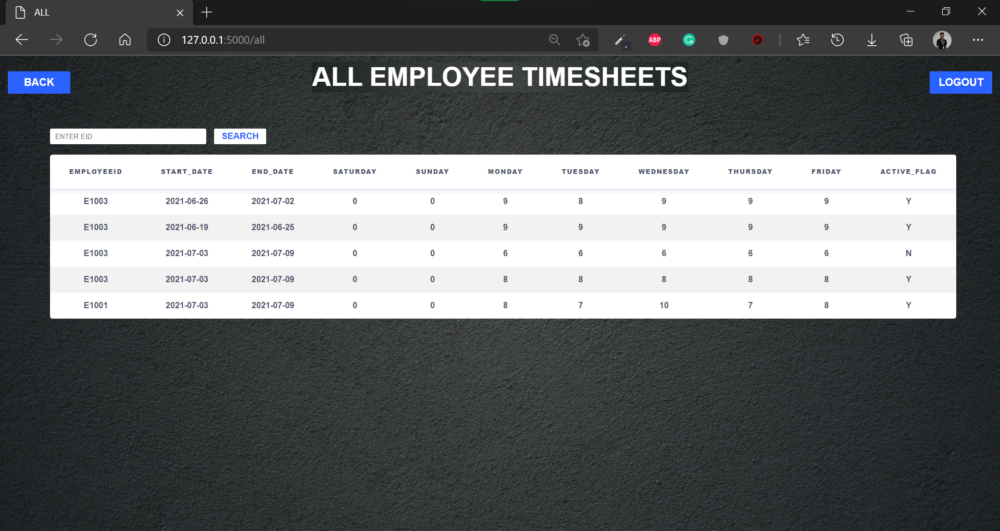 ALL
127.0.0.1:5000/all
ABP
BACK
ALL EMPLOYEE TIMESHEETS
LOGOUT
ENTER EID
SEARCH
EMPLOYEEID START_DATE END_DATE SATURDAY SUNDAY MONDAY TUESDAY WEDNESDAY THURSDAY FRIDAY ACTIVE_FLAG
E1003 2021-06-26 2021-07-02 0 0 9 8 9 9 9 Y
E1003 2021-06-19 2021-06-25 0 0 9 9 9 9 9 Y
E1003 2021-07-03 2021-07-09 0 0 6 6 6 6 6 N
E1003 2021-07-03 2021-07-09 0 0 8 8 8 8 8 Y
E1001 2021-07-03 2021-07-09 0 0 8 7 10 7 8 Y